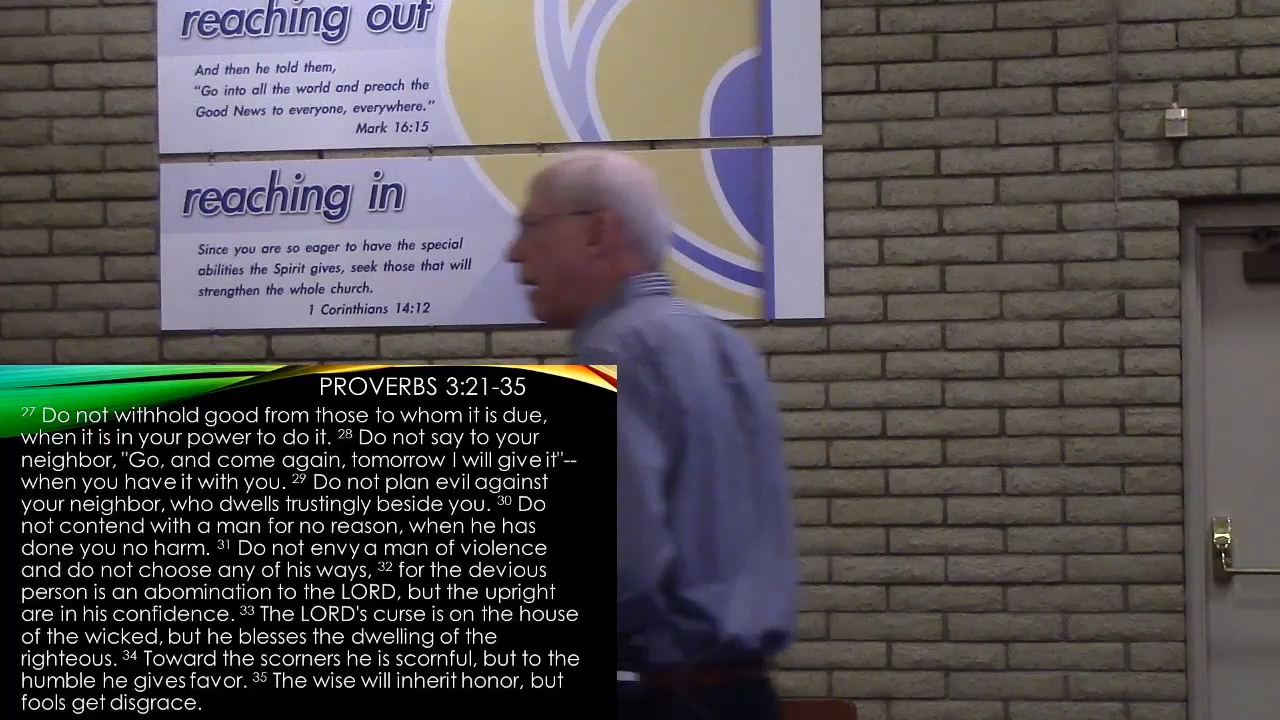 reaching out
And then he told them,
“Go into all the world and preach the
Good News to everyone, everywhere.”
Mark 16:15
reaching in
Since you are so eager to have the special
abilities the Spirit gives, seek those that will
strengthen the whole church.
1 Corinthians 14:12
PROVERBS 3:21-35
27 Do not withhold good from those to whom it is due,
when it is in your power to do it. 28 Do not say to your
neighbor, "Go, and come again, tomorrow I will give it"--
when you have it with you. 29 Do not plan evil against
your neighbor, who dwells trustingly beside you. 30 Do
not contend with a man for no reason, when he has
done you no harm. 31 Do not envy a man of violence
and do not choose any of his ways, 32 for the devious
person is an abomination to the LORD, but the upright
are in his confidence. 33 The LORD's curse is on the house
of the wicked, but he blesses the dwelling of the
righteous. 34 Toward the scorners he is scornful, but to the
humble he gives favor. 35 The wise will inherit honor, but
fools get disgrace.